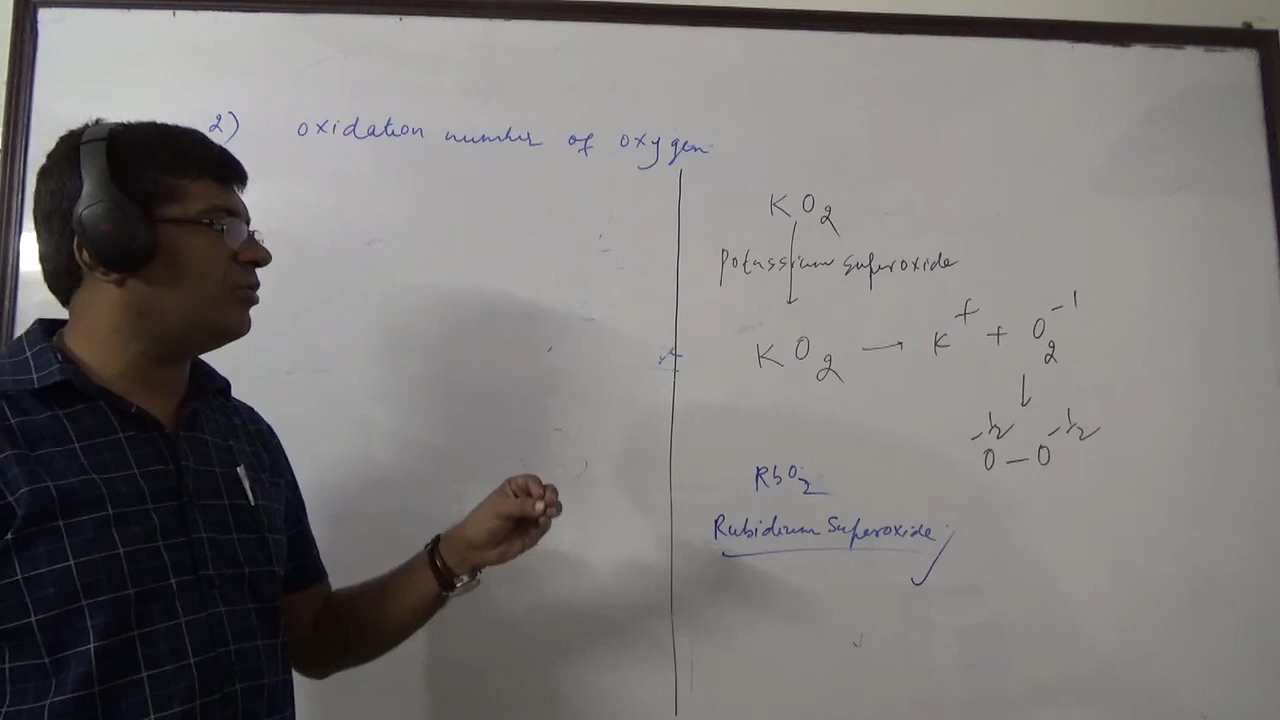 2) oxidation number of oxygen
KO₂
Potassium superoxide
KO₂ → K⁺ + O₂⁻¹
-1/2 -1/2
O — O
RbO₂
Rubidium Superoxide